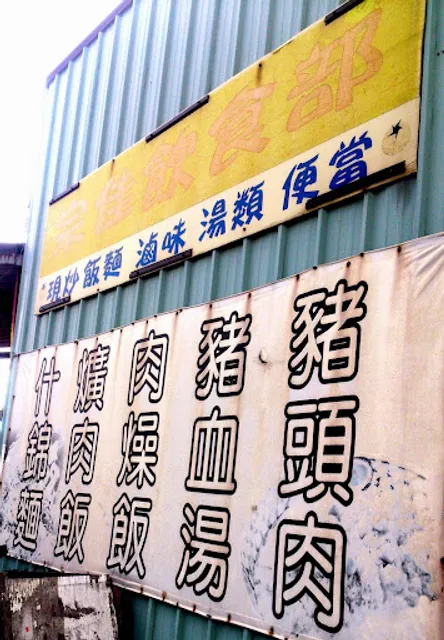 飲食部
現炒飯麵 滷味 湯類 便當
豬頭肉
豬血湯
肉燥飯
爌肉飯
什錦麵